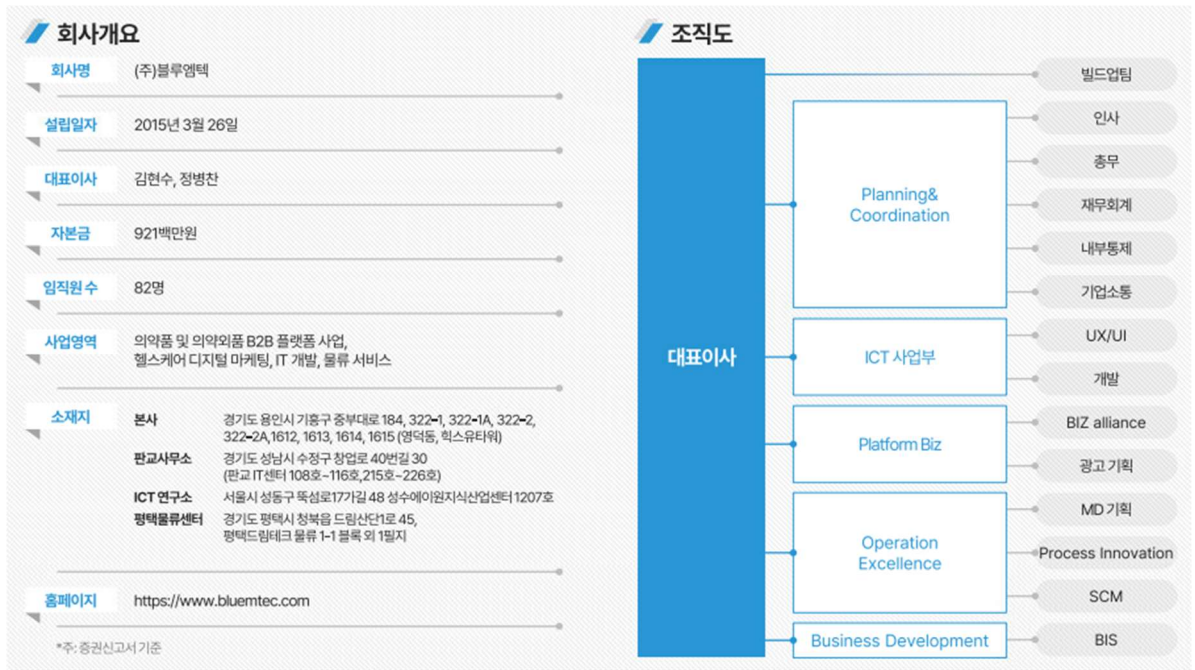 회사개요
회사명 (주)블루엠텍
설립일자 2015년 3월 26일
대표이사 김현수, 정병찬
자본금 921백만원
임직원 수 82명
사업영역 의약품 및 의약외품 B2B 플랫폼 사업,
헬스케어 디지털 마케팅, IT 개발, 물류 서비스
소재지 본사 경기도 용인시 기흥구 중부대로 184, 322-1, 322-1A, 322-2,
322-2A,1612, 1613, 1614, 1615 (영덕동, 힉스유타워)
판교사무소 경기도 성남시 수정구 창업로 40번길 30
(판교 IT센터 108호~116호,215호~226호)
ICT 연구소 서울시 성동구 뚝섬로17가길 48 성수에이원지식산업센터 1207호
평택물류센터 경기도 평택시 청북읍 드림산단1로 45,
평택드림테크 물류 1-1 블록 외 1필지
홈페이지 https://www.bluemtec.com
*주: 증권신고서 기준
조직도
대표이사
빌드업팀
Planning&
Coordination
인사
총무
재무회계
내부통제
기업소통
ICT 사업부
UX/UI
개발
Platform Biz
BIZ alliance
광고 기획
Operation
Excellence
MD 기획
Process Innovation
SCM
Business Development
BIS